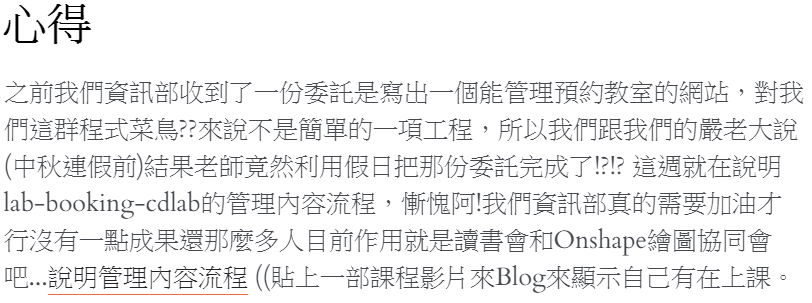 心得
之前我們資訊部收到了一份委託是寫出一個能管理預約教室的網站，對我
們這群程式菜鳥??來說不是簡單的一項工程，所以我們跟我們的嚴老大說
(中秋連假前)結果老師竟然利用假日把那份委託完成了!?!? 這週就在說明
lab-booking-cdlab的管理內容流程，慚愧阿!我們資訊部真的需要加油才
行沒有一點成果還那麼多人目前作用就是讀書會和Onshape繪圖協同會
吧...說明管理內容流程 ((貼上一部課程影片來Blog來顯示自己有在上課。